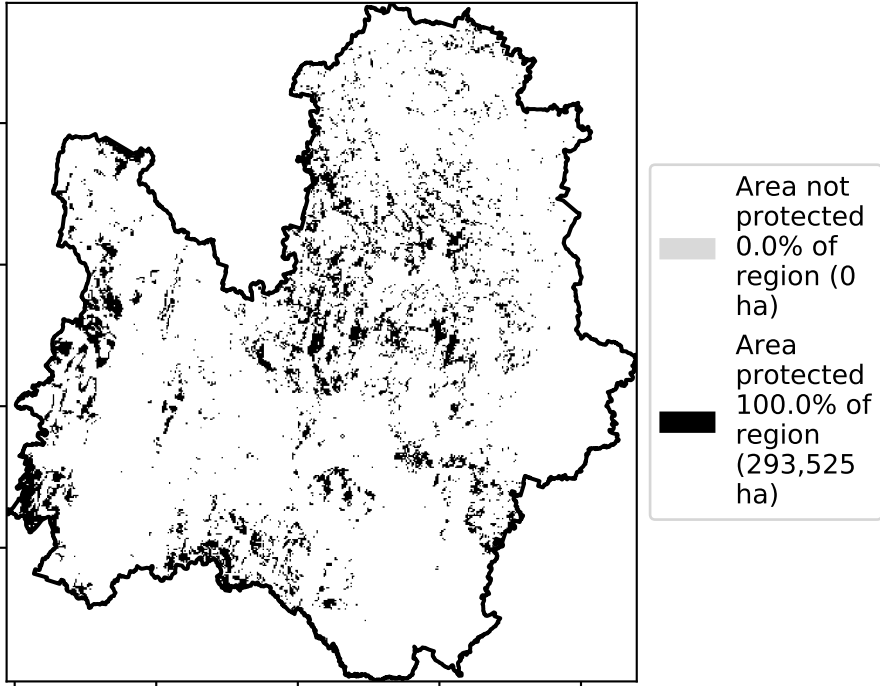 Area not
protected
0.0% of
region (0
ha)
Area
protected
100.0% of
region
(293,525
ha)